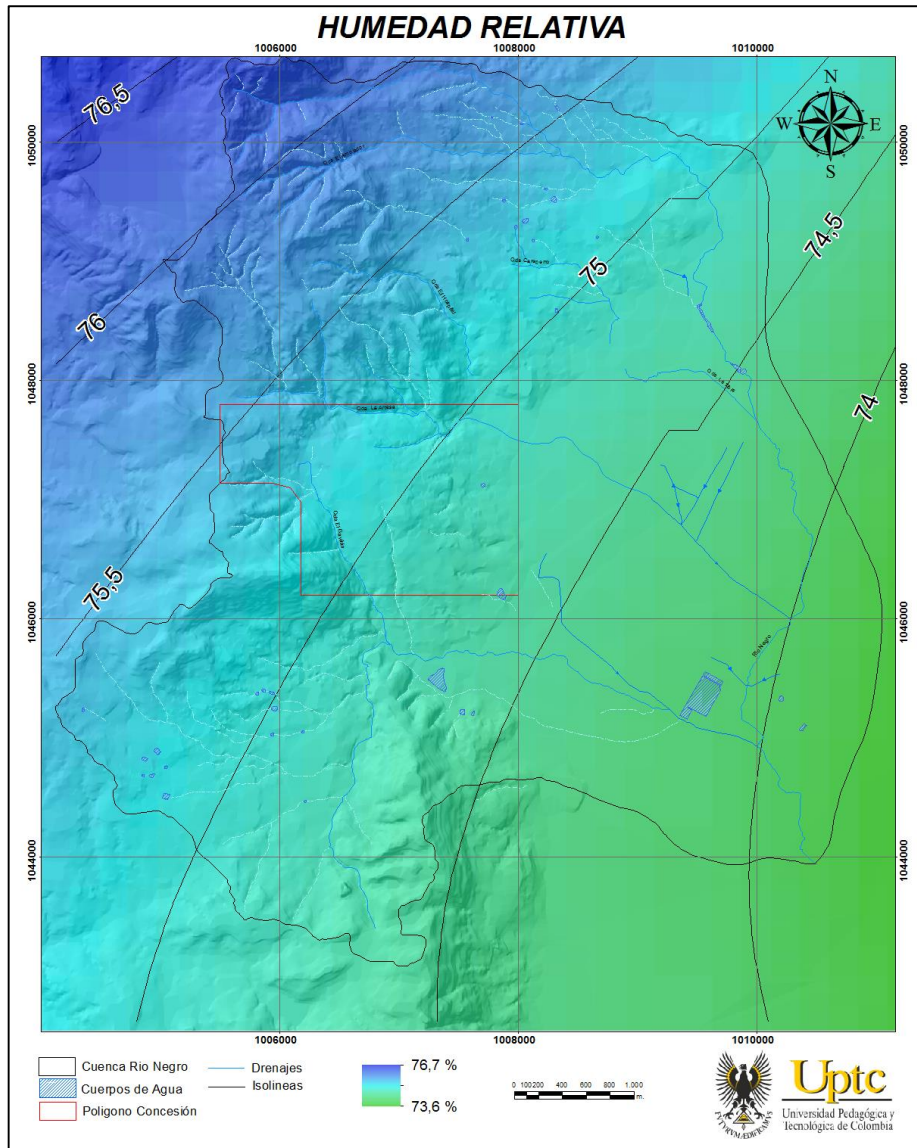 HUMEDAD RELATIVA
1006000
1008000
1010000
N
W
E
S
76,5
1050000
1050000
74,5
75
76
1048000
1048000
74
75,5
1046000
1046000
Rio Negro
1044000
1044000
1006000
1008000
1010000
Cuenca Rio Negro
Cuerpos de Agua
Poligono Concesión
Drenajes
Isolineas
76,7 %
73,6 %
0 100200 400 600 800 1.000
m.
Uptc
Universidad Pedagógica y
Tecnológica de Colombia